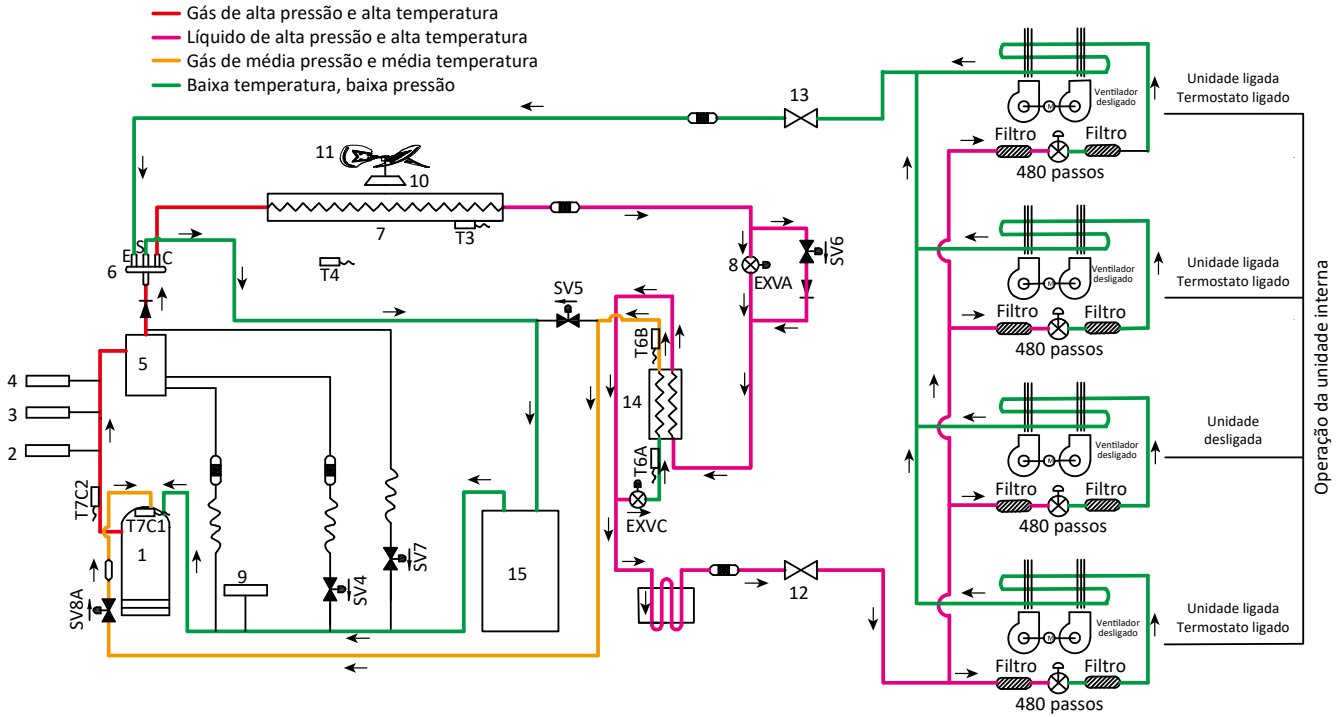 Gás de alta pressão e alta temperatura
Líquido de alta pressão e alta temperatura
Gás de média pressão e média temperatura
Baixa temperatura, baixa pressão
13
11
10
7
T3
T4
E
S
C
6
5
4
3
2
T7C2
T7C1
1
SV8A
9
SV4
SV7
15
SV5
T6B
14
T6A
EXVC
8
EXVA
SV6
12
M
Ventilador
desligado
Filtro
Filtro
480 passos
Unidade ligada
Termostato ligado
M
Ventilador
desligado
Filtro
Filtro
480 passos
Unidade ligada
Termostato ligado
M
Ventilador
desligado
Filtro
Filtro
480 passos
Unidade
desligada
M
Ventilador
desligado
Filtro
Filtro
480 passos
Unidade ligada
Termostato ligado
Operação da unidade interna